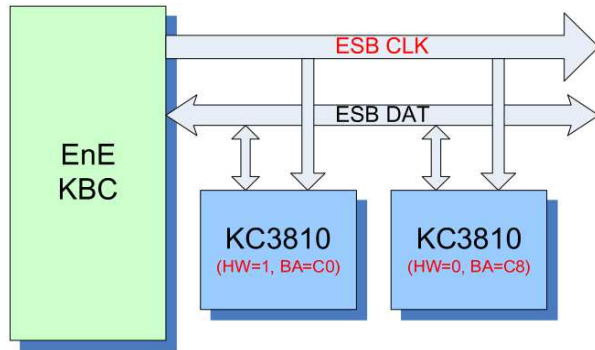 ESB CLK
ESB DAT
EnE
KBC
KC3810
(HW=1, BA=C0)
KC3810
(HW=0, BA=C8)